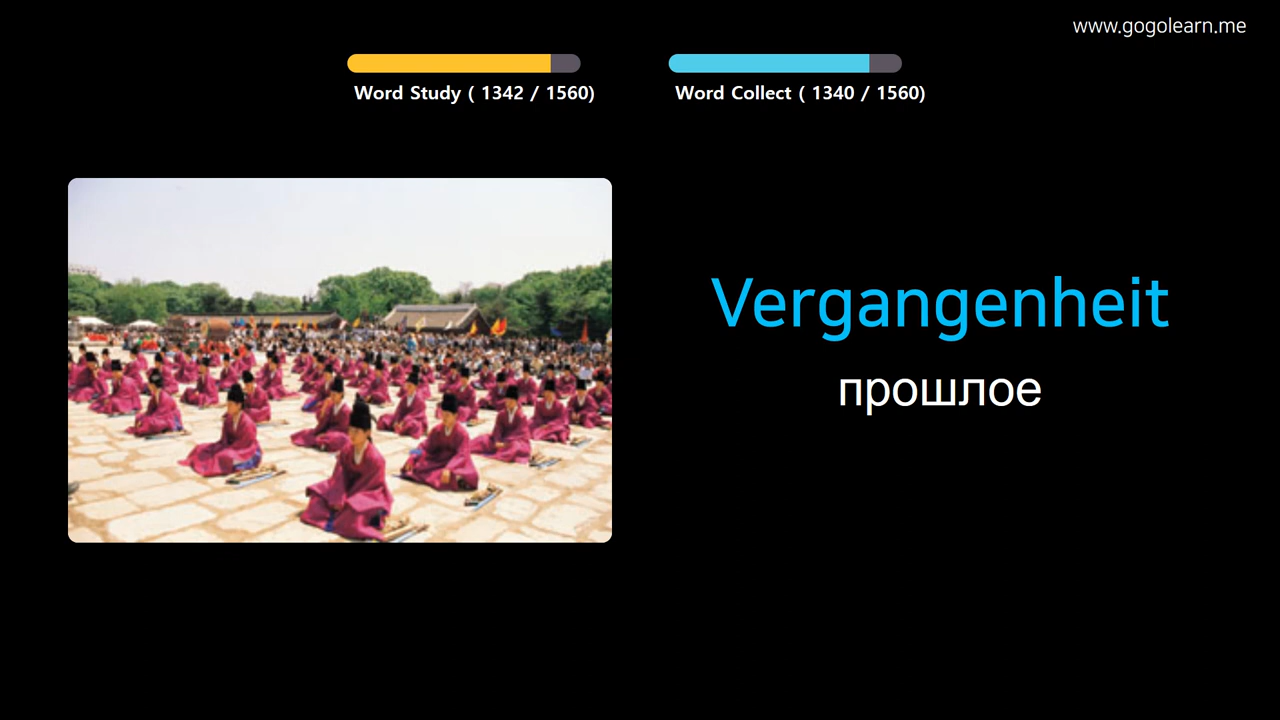 www.gogolearn.me
Word Study ( 1342 / 1560)
Word Collect ( 1340 / 1560)
Vergangenheit
прошлое